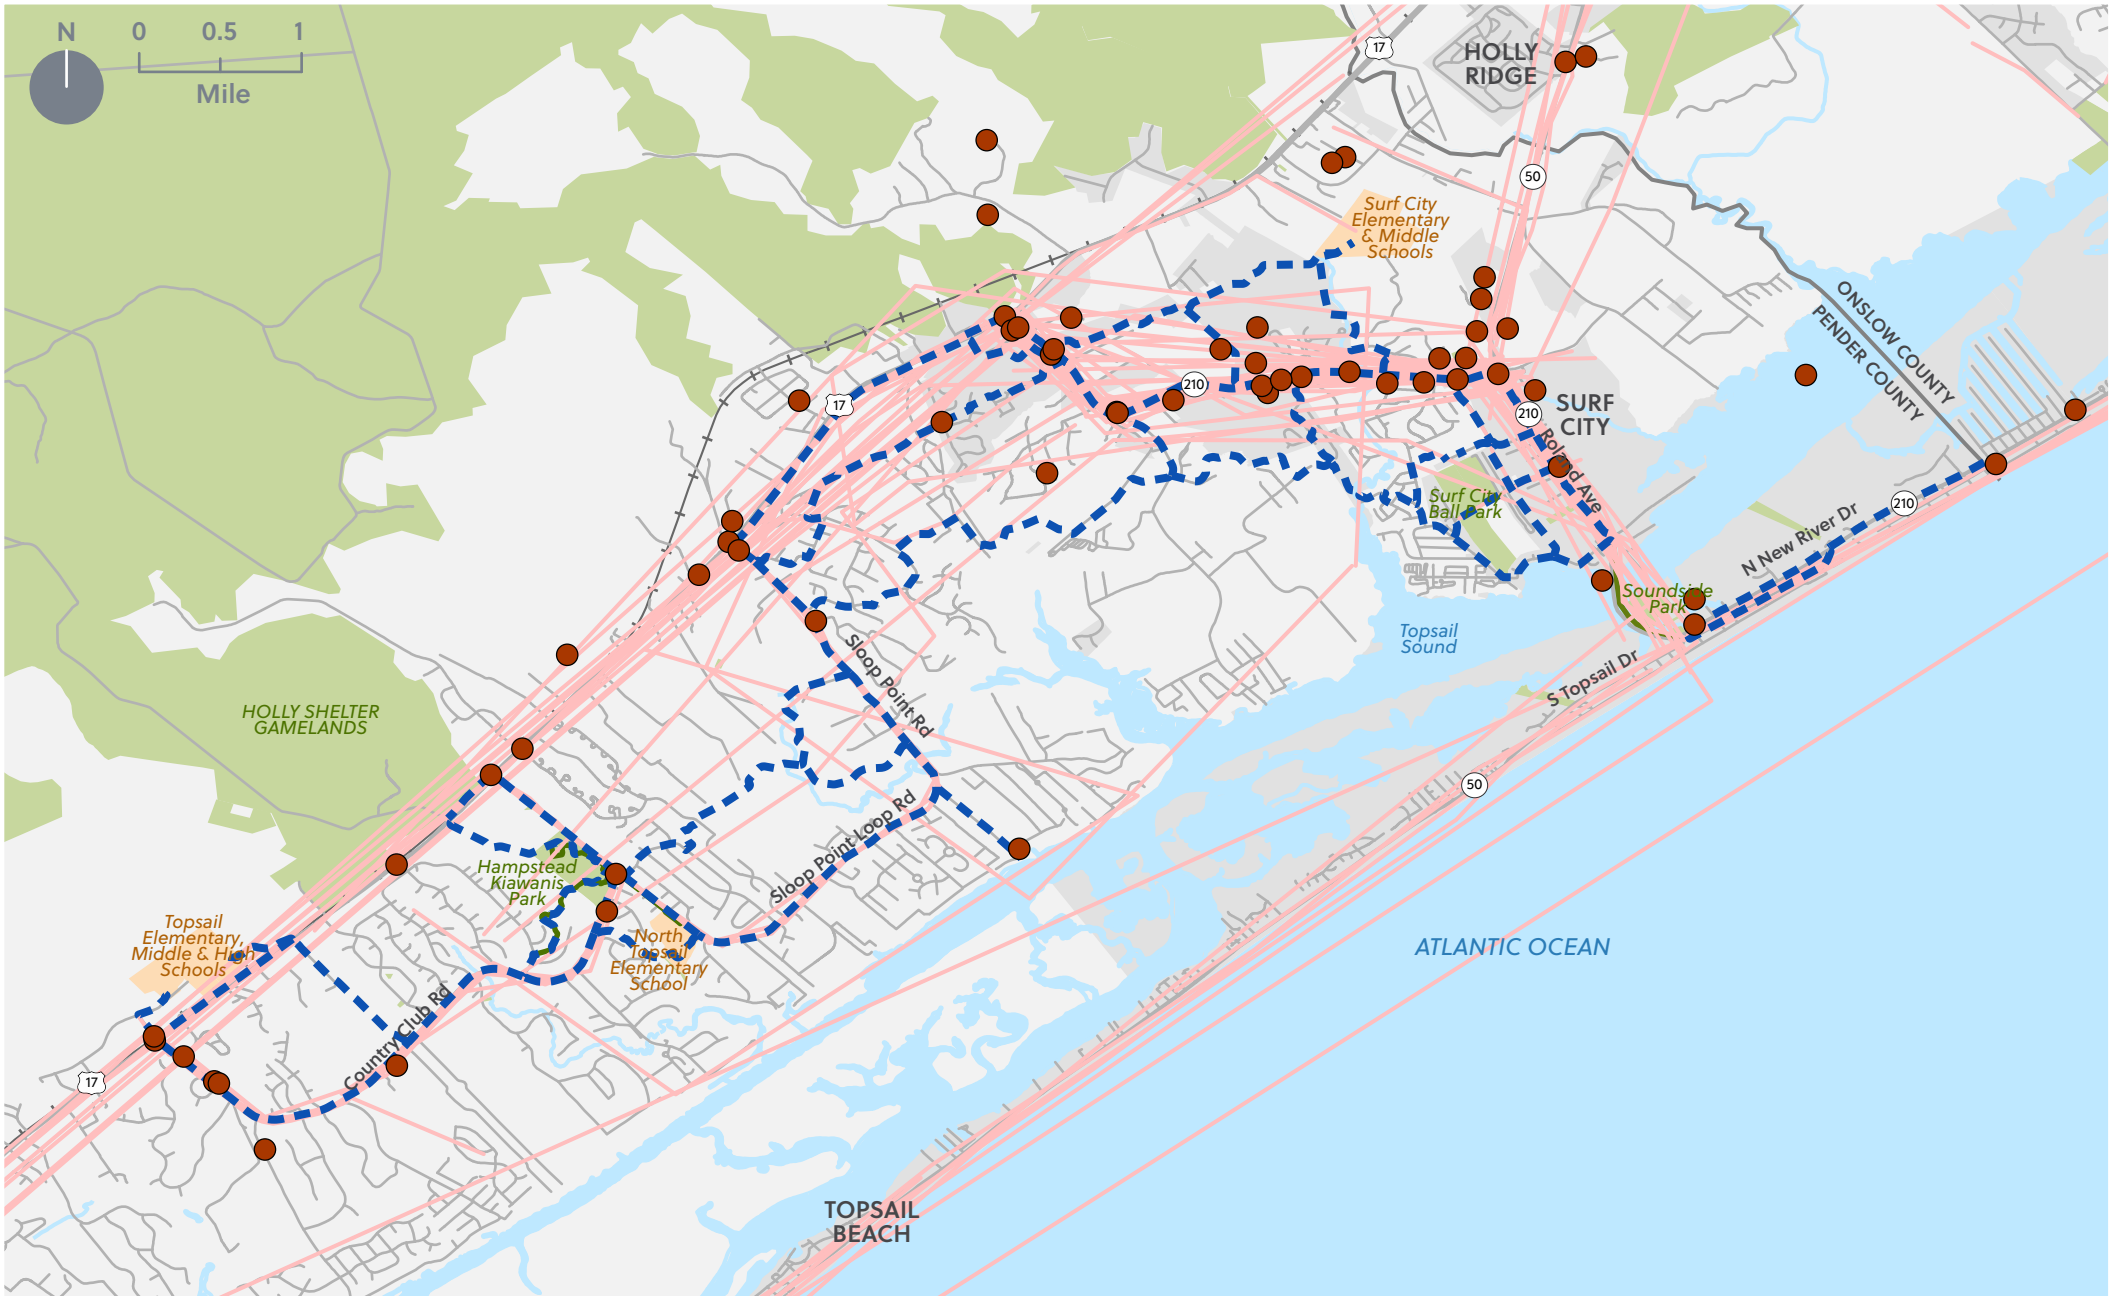 N
0 0.5 1
Mile
17
HOLLY
RIDGE
50
Surf City
Elementary
& Middle
Schools
ONSLOW COUNTY
PENDER COUNTY
210
17
210
SURF
CITY
Roland Ave
Surf City
Ball Park
210
N New River Dr
Soundside
Park
Topsail
Sound
S Topsail Dr
Sloop Point Rd
HOLLY SHELTER
GAMELANDS
50
Sloop Point Loop Rd
Hampstead
Kiawanis
Park
Topsail
Elementary,
Middle & High
Schools
North
Topsail
Elementary
School
ATLANTIC OCEAN
Country Club Rd
17
TOPSAIL
BEACH